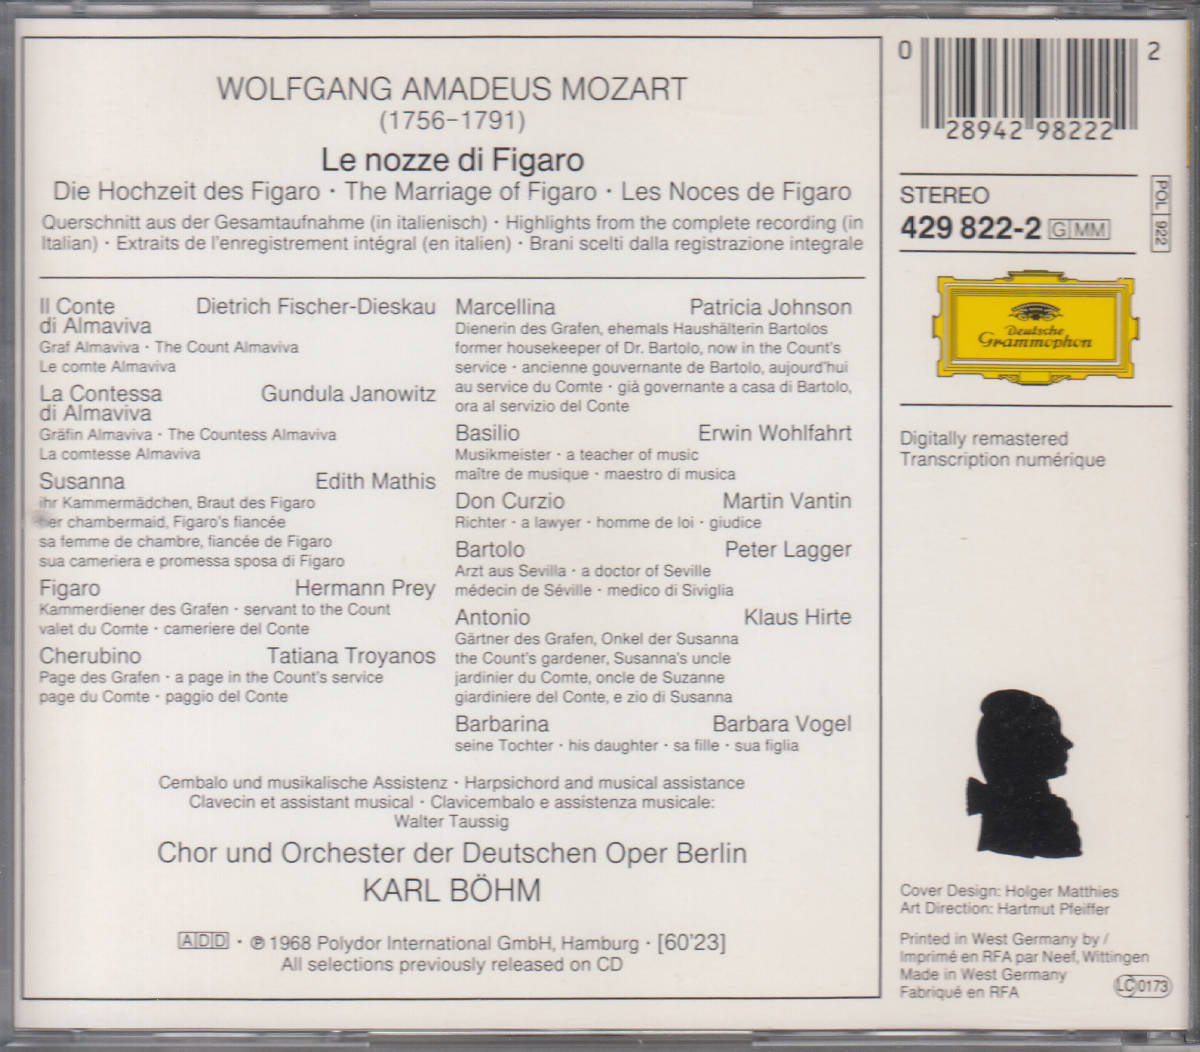 WOLFGANG AMADEUS MOZART
(1756–1791)
Le nozze di Figaro
Die Hochzeit des Figaro · The Marriage of Figaro · Les Noces de Figaro
Querschnitt aus der Gesamtaufnahme (in italienisch) · Highlights from the complete recording (in
Italian) · Extraits de l'enregistrement intégral (en italien) · Brani scelti dalla registrazione integrale
Il Conte di Almaviva Dietrich Fischer-Dieskau
Graf Almaviva · The Count Almaviva
Le comte Almaviva
La Contessa di Almaviva Gundula Janowitz
Gräfin Almaviva · The Countess Almaviva
La comtesse Almaviva
Susanna Edith Mathis
ihr Kammermädchen, Braut des Figaro
her chambermaid, Figaro's fiancée
sa femme de chambre, fiancée de Figaro
sua cameriera e promessa sposa di Figaro
Figaro Hermann Prey
Kammerdiener des Grafen · servant to the Count
valet du Comte · cameriere del Conte
Cherubino Tatiana Troyanos
Page des Grafen · a page in the Count's service
page du Comte · paggio del Conte
Marcellina Patricia Johnson
Dienerin des Grafen, ehemals Haushälterin Bartolos
former housekeeper of Dr. Bartolo, now in the Count's
service · ancienne gouvernante de Bartolo, aujourd'hui
au service du Comte · già governante a casa di Bartolo,
ora al servizio del Conte
Basilio Erwin Wohlfahrt
Musikmeister · a teacher of music
maître de musique · maestro di musica
Don Curzio Martin Vantin
Richter · a lawyer · homme de loi · giudice
Bartolo Peter Lagger
Arzt aus Sevilla · a doctor of Seville
médecin de Séville · medico di Siviglia
Antonio Klaus Hirte
Gärtner des Grafen, Onkel der Susanna
the Count's gardener, Susanna's uncle
jardinier du Comte, oncle de Suzanne
giardiniere del Conte, e zio di Susanna
Barbarina Barbara Vogel
seine Tochter · his daughter · sa fille · sua figlia
Cembalo und musikalische Assistenz · Harpsichord and musical assistance
Clavecin et assistant musical · Clavicembalo e assistenza musicale:
Walter Taussig
Chor und Orchester der Deutschen Oper Berlin
KARL BÖHM
ADD · ℗ 1968 Polydor International GmbH, Hamburg · [60'23]
All selections previously released on CD
0 28942 98222 2
STEREO
429 822-2 G MM
POL 922
Deutsche
Grammophon
Digitally remastered
Transcription numérique
Cover Design: Holger Matthies
Art Direction: Hartmut Pfeiffer
Printed in West Germany by /
Imprimé en RFA par Neef, Wittingen
Made in West Germany
Fabriqué en RFA
LC 0173